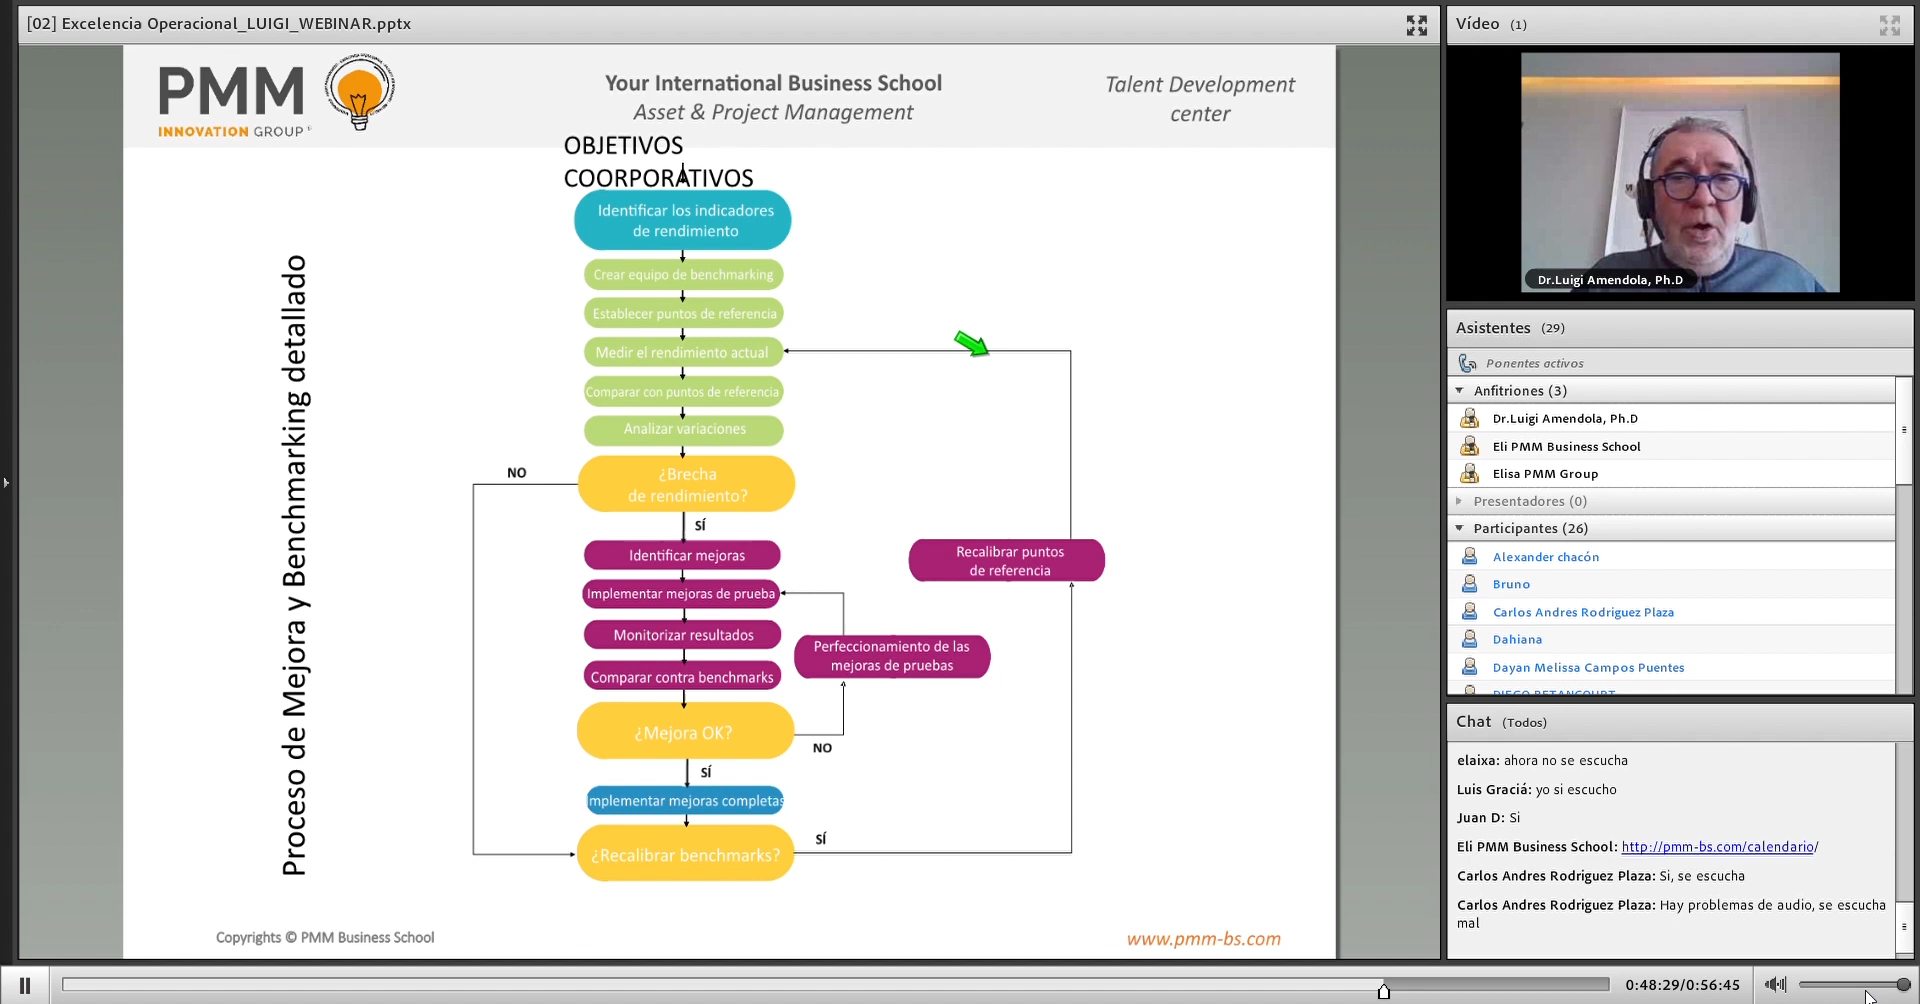 [02] Excelencia Operacional_LUIGI_WEBINAR.pptx
PMM
INNOVATION GROUP
Your International Business School
Asset & Project Management
Talent Development
center
OBJETIVOS
COORPORATIVOS
Proceso de Mejora y Benchmarking detallado
Identificar los indicadores
de rendimiento
Crear equipo de benchmarking
Establecer puntos de referencia
Medir el rendimiento actual
Comparar con puntos de referencia
Analizar variaciones
¿Brecha
de rendimiento?
NO
SÍ
Identificar mejoras
Implementar mejoras de prueba
Monitorizar resultados
Comparar contra benchmarks
Recalibrar puntos
de referencia
Perfeccionamiento de las
mejoras de pruebas
¿Mejora OK?
NO
SÍ
mplementar mejoras completas
¿Recalibrar benchmarks?
SÍ
Copyrights © PMM Business School
www.pmm-bs.com
Vídeo (1)
Dr.Luigi Amendola, Ph.D
Asistentes (29)
Ponentes activos
Anfitriones (3)
Dr.Luigi Amendola, Ph.D
Eli PMM Business School
Elisa PMM Group
Presentadores (0)
Participantes (26)
Alexander chacón
Bruno
Carlos Andres Rodriguez Plaza
Dahiana
Dayan Melissa Campos Puentes
DIEGO BETANCOURT
Chat (Todos)
elaixa: ahora no se escucha
Luis Graciá: yo si escucho
Juan D: Si
Eli PMM Business School: http://pmm-bs.com/calendario/
Carlos Andres Rodriguez Plaza: Si, se escucha
Carlos Andres Rodriguez Plaza: Hay problemas de audio, se escucha
mal
0:48:29/0:56:45